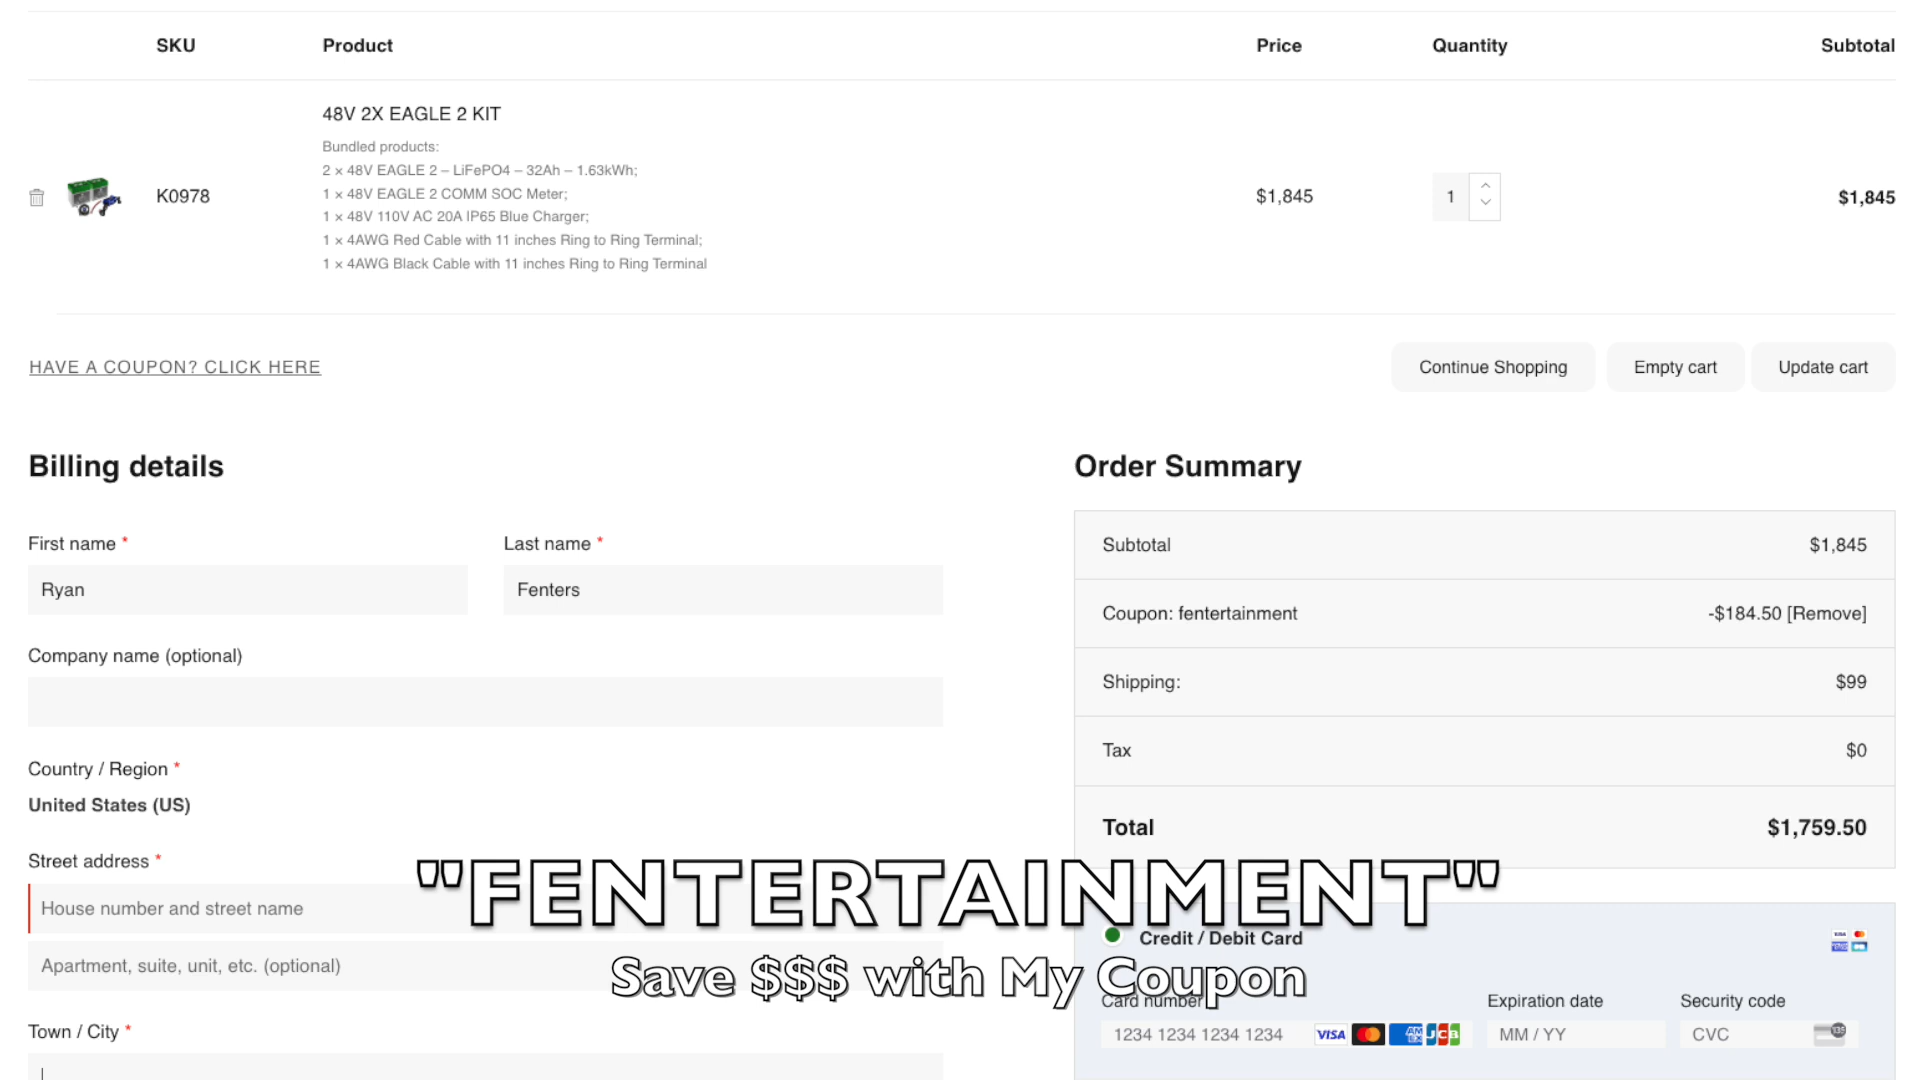 SKU Product Price Quantity Subtotal
48V 2X EAGLE 2 KIT
Bundled products:
2 × 48V EAGLE 2 – LiFePO4 – 32Ah – 1.63kWh;
1 × 48V EAGLE 2 COMM SOC Meter;
K0978 $1,845 1 $1,845
1 × 48V 110V AC 20A IP65 Blue Charger;
1 × 4AWG Red Cable with 11 inches Ring to Ring Terminal;
1 × 4AWG Black Cable with 11 inches Ring to Ring Terminal
HAVE A COUPON? CLICK HERE Continue Shopping Empty cart Update cart
Billing details
First name * Last name *
Ryan Fenters
Company name (optional)
Country / Region *
United States (US)
Street address *
House number and street name
Apartment, suite, unit, etc. (optional)
Town / City *
Order Summary
Subtotal $1,845
Coupon: fentertainment -$184.50 [Remove]
Shipping: $99
Tax $0
Total $1,759.50
"FENTERTAINMENT"
Credit / Debit Card
Save $$$ with My Coupon
Card number Expiration date Security code
1234 1234 1234 1234 VISA AM EX JCB MM / YY CVC